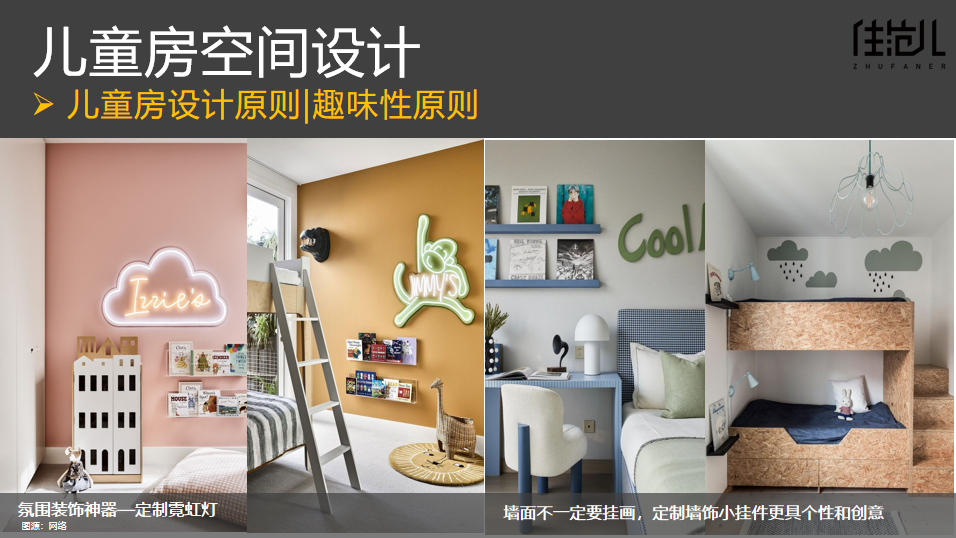 儿童房空间设计
住范儿
ZHUFANER
➢ 儿童房设计原则|趣味性原则
Irrie's
JIMMY'S
Cool
HOUSE
氛围装饰神器—定制霓虹灯
图源：网络
墙面不一定要挂画，定制墙饰小挂件更具个性和创意